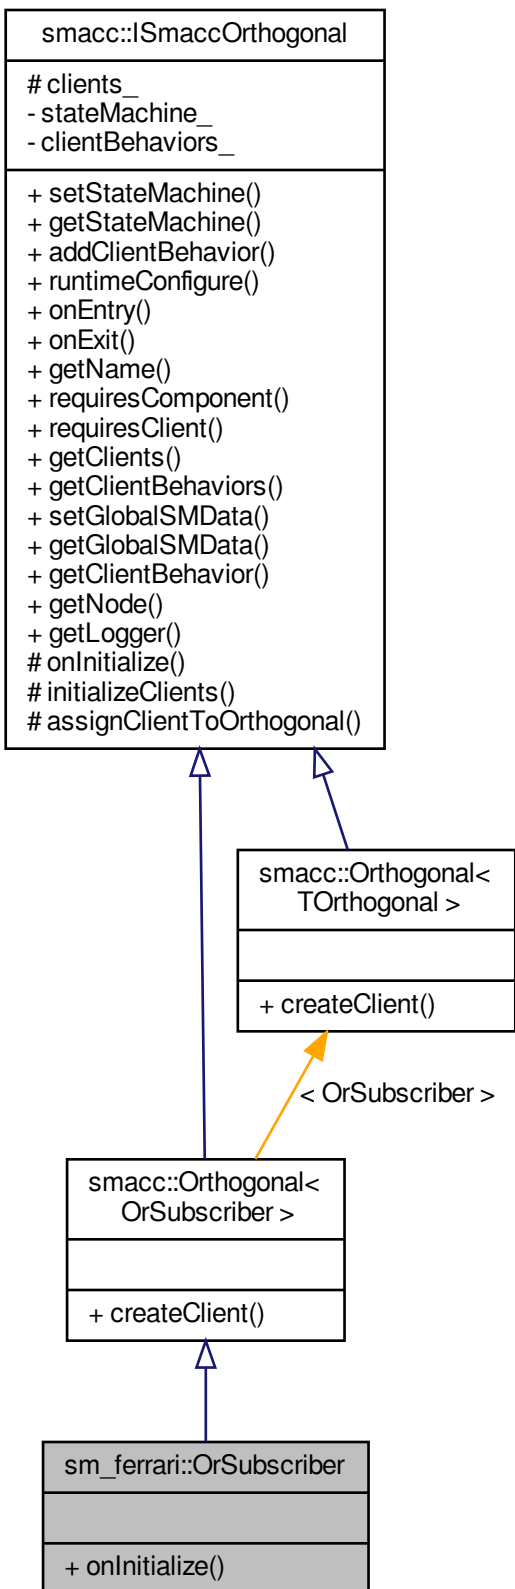 smacc::ISmaccOrthogonal
# clients_
- stateMachine_
- clientBehaviors_
+ setStateMachine()
+ getStateMachine()
+ addClientBehavior()
+ runtimeConfigure()
+ onEntry()
+ onExit()
+ getName()
+ requiresComponent()
+ requiresClient()
+ getClients()
+ getClientBehaviors()
+ setGlobalSMData()
+ getGlobalSMData()
+ getClientBehavior()
+ getNode()
+ getLogger()
# onInitialize()
# initializeClients()
# assignClientToOrthogonal()
smacc::Orthogonal<
TOrthogonal >
+ createClient()
< OrSubscriber >
smacc::Orthogonal<
OrSubscriber >
+ createClient()
sm_ferrari::OrSubscriber
+ onInitialize()